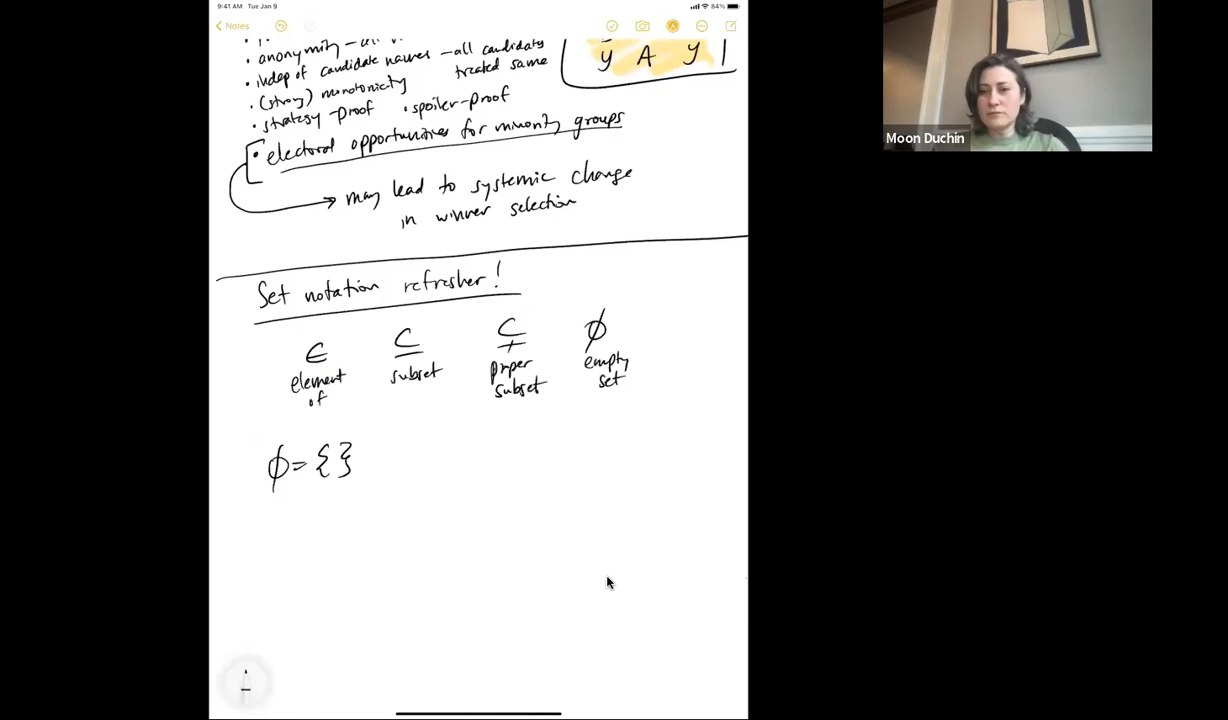 9:41 AM Tue Jan 9
84%
Notes
• anonymity – all
• indep of candidate names – all candidates
treated same
• (strong) monotonicity
• strategy-proof • spoiler-proof
y A y
• electoral opportunities for minority groups
→ may lead to systemic change
in winner selection
Set notation refresher!
∈ ⊆ ⊊ ∅
element of
subset
proper subset
empty set
∅ = { }
Moon Duchin